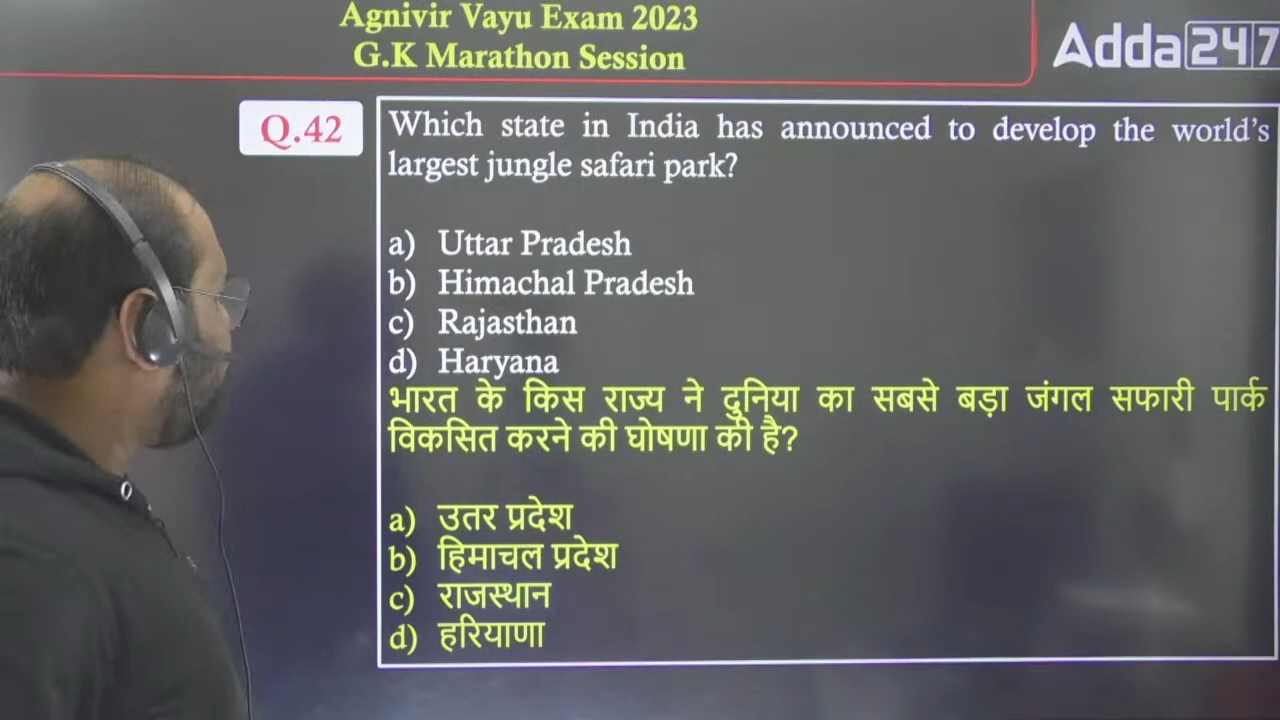 Agnivir Vayu Exam 2023
G.K Marathon Session
Adda247
Q.42
Which state in India has announced to develop the world's
largest jungle safari park?
a) Uttar Pradesh
b) Himachal Pradesh
c) Rajasthan
d) Haryana
भारत के किस राज्य ने दुनिया का सबसे बड़ा जंगल सफारी पार्क
विकसित करने की घोषणा की है?
a) उतर प्रदेश
b) हिमाचल प्रदेश
c) राजस्थान
d) हरियाणा